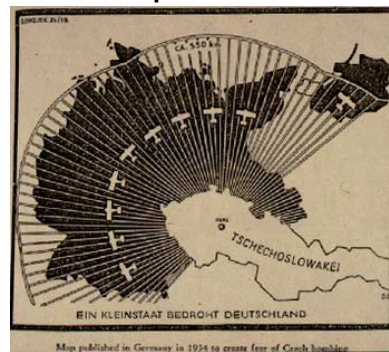 CA. 550 km
PRAG
TSCHECHOSLOWAKEI
EIN KLEINSTAAT BEDROHT DEUTSCHLAND
Map published in Germany in 1934 to create fear of Czech bombing